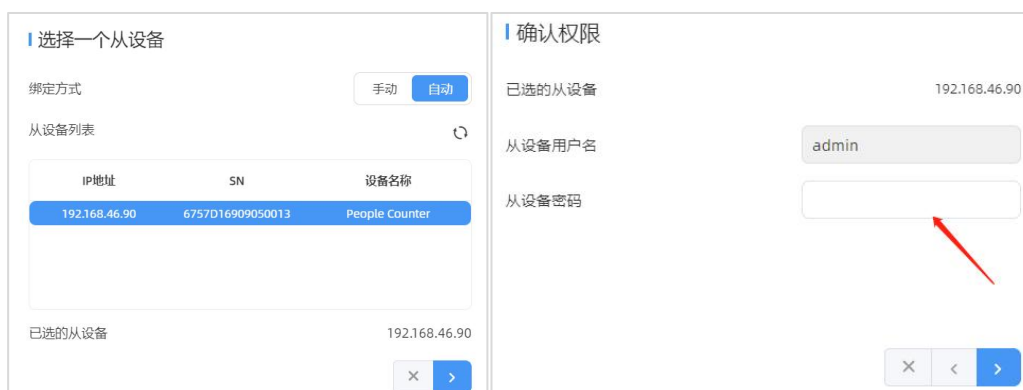 选择一个从设备
绑定方式 手动 自动
从设备列表
IP地址 SN 设备名称
192.168.46.90 6757D16909050013 People Counter
已选的从设备 192.168.46.90
确认权限
已选的从设备 192.168.46.90
从设备用户名 admin
从设备密码